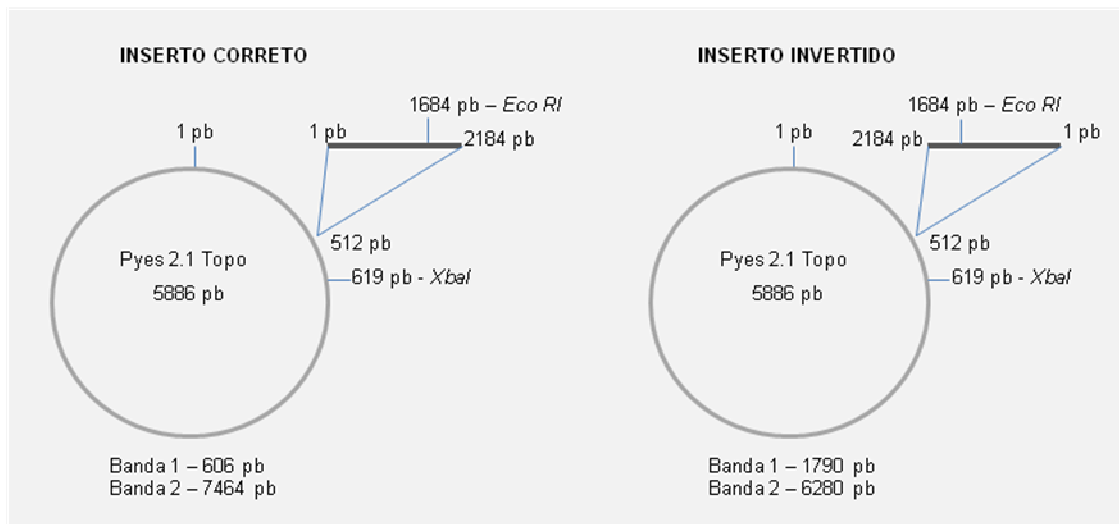 INSERTO CORRETO
1684 pb – Eco RI
1 pb
1 pb
2184 pb
512 pb
619 pb - XbaI
Pyes 2.1 Topo
5886 pb
Banda 1 – 606 pb
Banda 2 – 7464 pb
INSERTO INVERTIDO
1684 pb – Eco RI
1 pb
2184 pb
1 pb
512 pb
619 pb - XbaI
Pyes 2.1 Topo
5886 pb
Banda 1 – 1790 pb
Banda 2 – 6280 pb